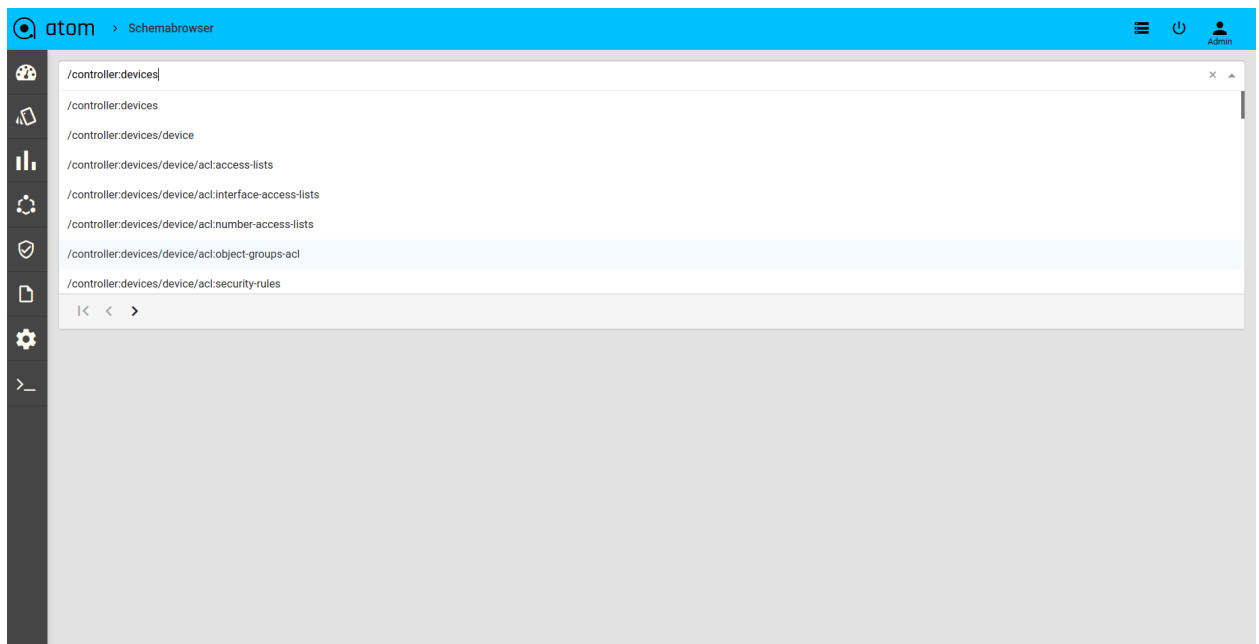 atom > Schemabrowser
Admin
/controller:devices
/controller:devices
/controller:devices/device
/controller:devices/device/acl:access-lists
/controller:devices/device/acl:interface-access-lists
/controller:devices/device/acl:number-access-lists
/controller:devices/device/acl:object-groups-acl
/controller:devices/device/acl:security-rules